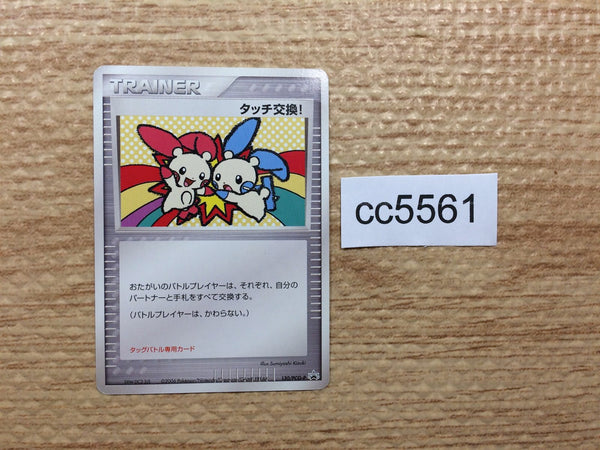 TRAINER
タッチ交換!
おたがいのバトルプレイヤーは、それぞれ、自分の
パートナーと手札をすべて交換する。
(バトルプレイヤーは、かわらない。)
タッグバトル専用カード
illus. Sumiyoshi Kizuki
cc5561